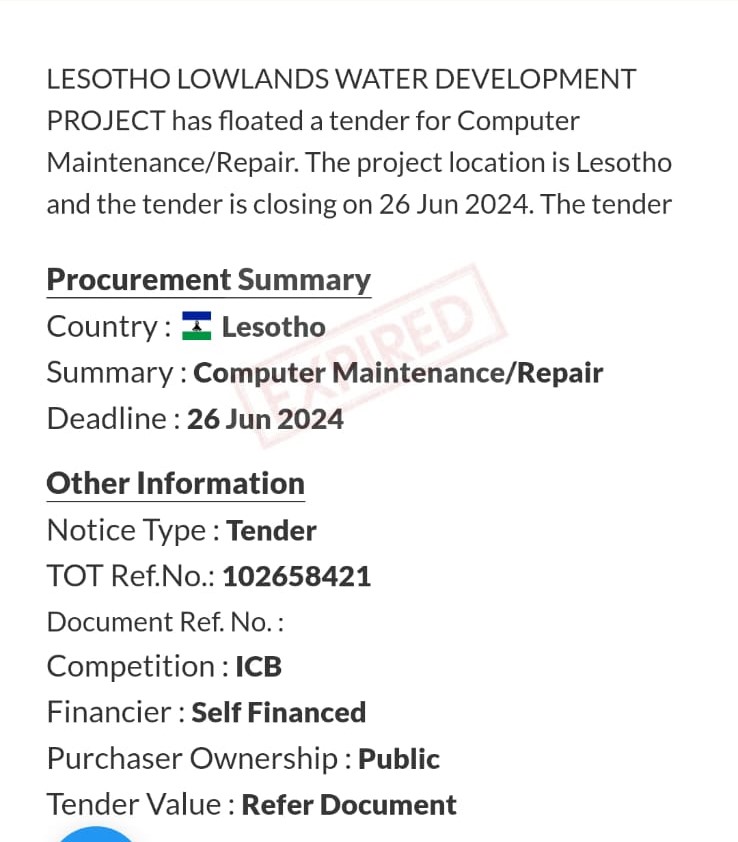 LESOTHO LOWLANDS WATER DEVELOPMENT
PROJECT has floated a tender for Computer
Maintenance/Repair. The project location is Lesotho
and the tender is closing on 26 Jun 2024. The tender
Procurement Summary
Country : Lesotho
Summary : Computer Maintenance/Repair
Deadline : 26 Jun 2024
EXPIRED
Other Information
Notice Type : Tender
TOT Ref.No.: 102658421
Document Ref. No. :
Competition : ICB
Financier : Self Financed
Purchaser Ownership : Public
Tender Value : Refer Document